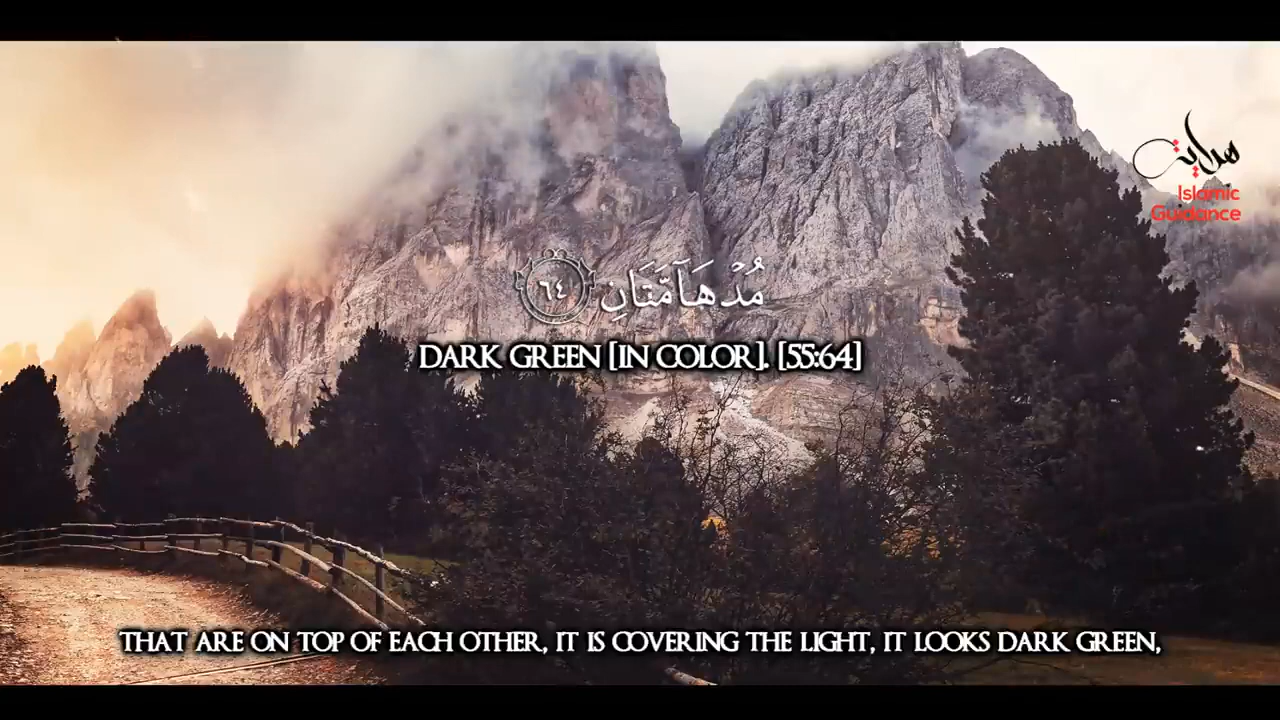 هداية
Islamic
Guidance
مُدْهَآمَّتَانِ ٦٤
DARK GREEN [IN COLOR]. [55:64]
THAT ARE ON TOP OF EACH OTHER, IT IS COVERING THE LIGHT, IT LOOKS DARK GREEN,